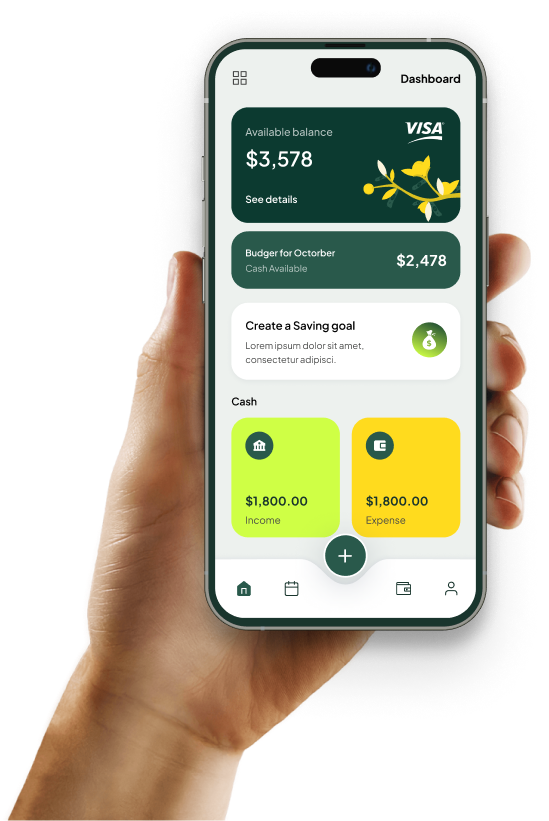 Dashboard
Available balance
VISA
$3,578
See details
Budger for Octorber
Cash Available
$2,478
Create a Saving goal
Lorem ipsum dolor sit amet,
consectetur adipisci.
$
Cash
$1,800.00
Income
$1,800.00
Expense